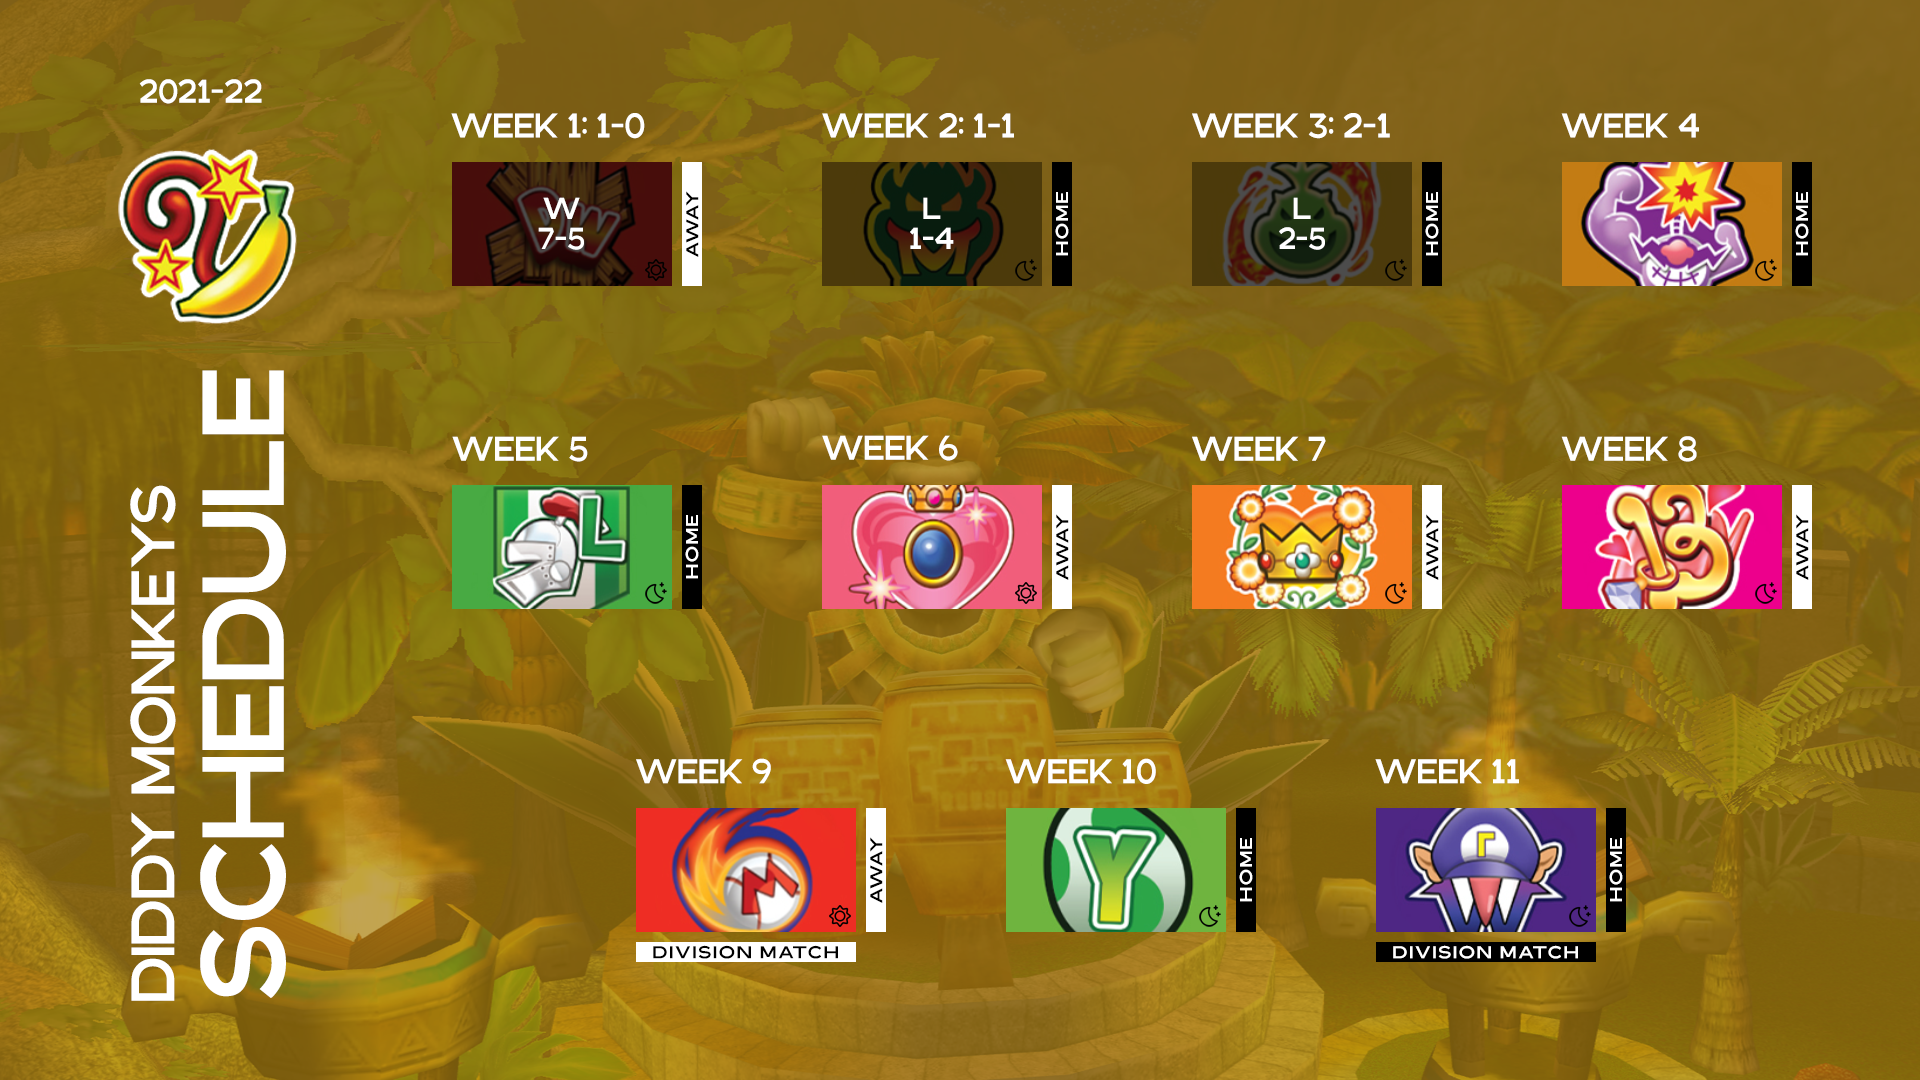 2021-22
DIDDY MONKEYS
SCHEDULE
WEEK 1: 1-0
W
7-5
AWAY
WEEK 2: 1-1
L
1-4
HOME
WEEK 3: 2-1
L
2-5
HOME
WEEK 4
HOME
WEEK 5
L
HOME
WEEK 6
AWAY
WEEK 7
AWAY
WEEK 8
AWAY
WEEK 9
M
AWAY
DIVISION MATCH
WEEK 10
Y
HOME
WEEK 11
HOME
DIVISION MATCH